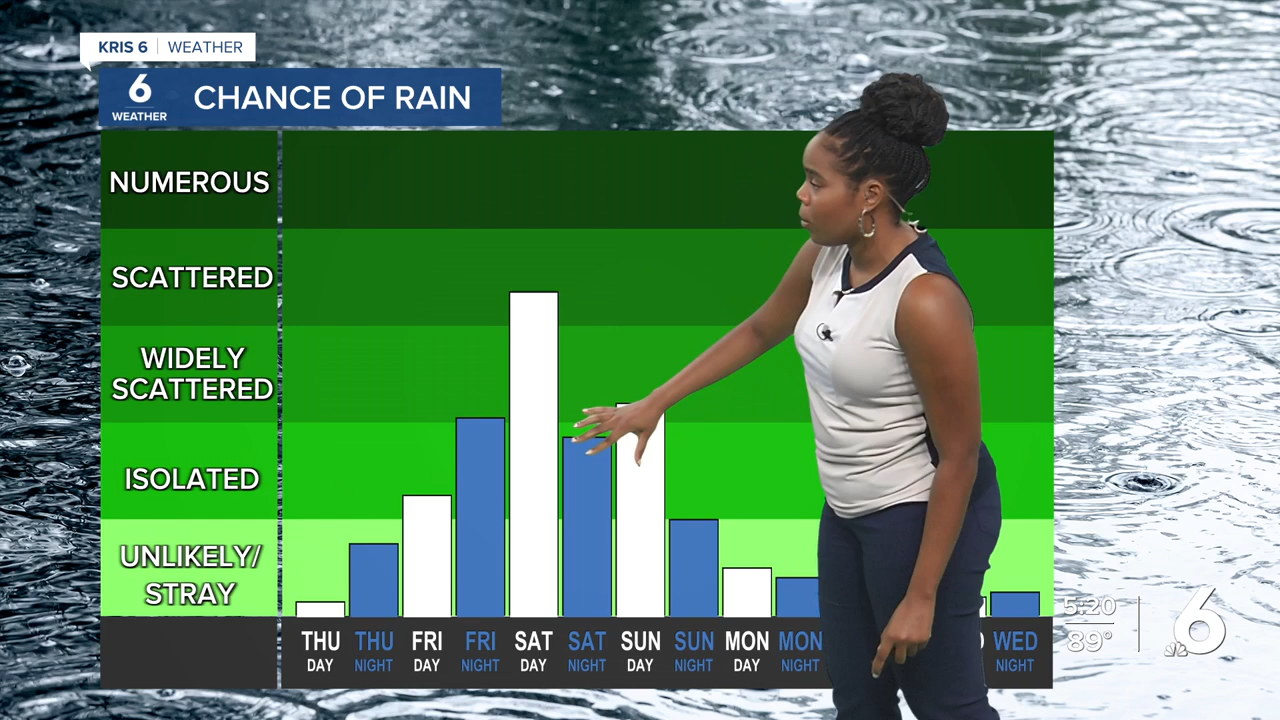 KRIS 6 | WEATHER
6
WEATHER
CHANCE OF RAIN
NUMEROUS
SCATTERED
WIDELY
SCATTERED
ISOLATED
UNLIKELY/
STRAY
THU THU FRI FRI SAT SAT SUN SUN MON MON WED
DAY NIGHT DAY NIGHT DAY NIGHT DAY NIGHT DAY NIGHT NIGHT
5:20
89°
6